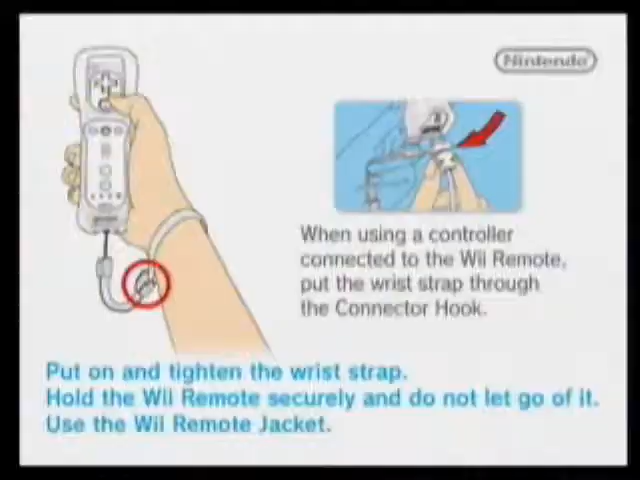 Nintendo
When using a controller
connected to the Wii Remote,
put the wrist strap through
the Connector Hook.
Put on and tighten the wrist strap.
Hold the Wii Remote securely and do not let go of it.
Use the Wii Remote Jacket.